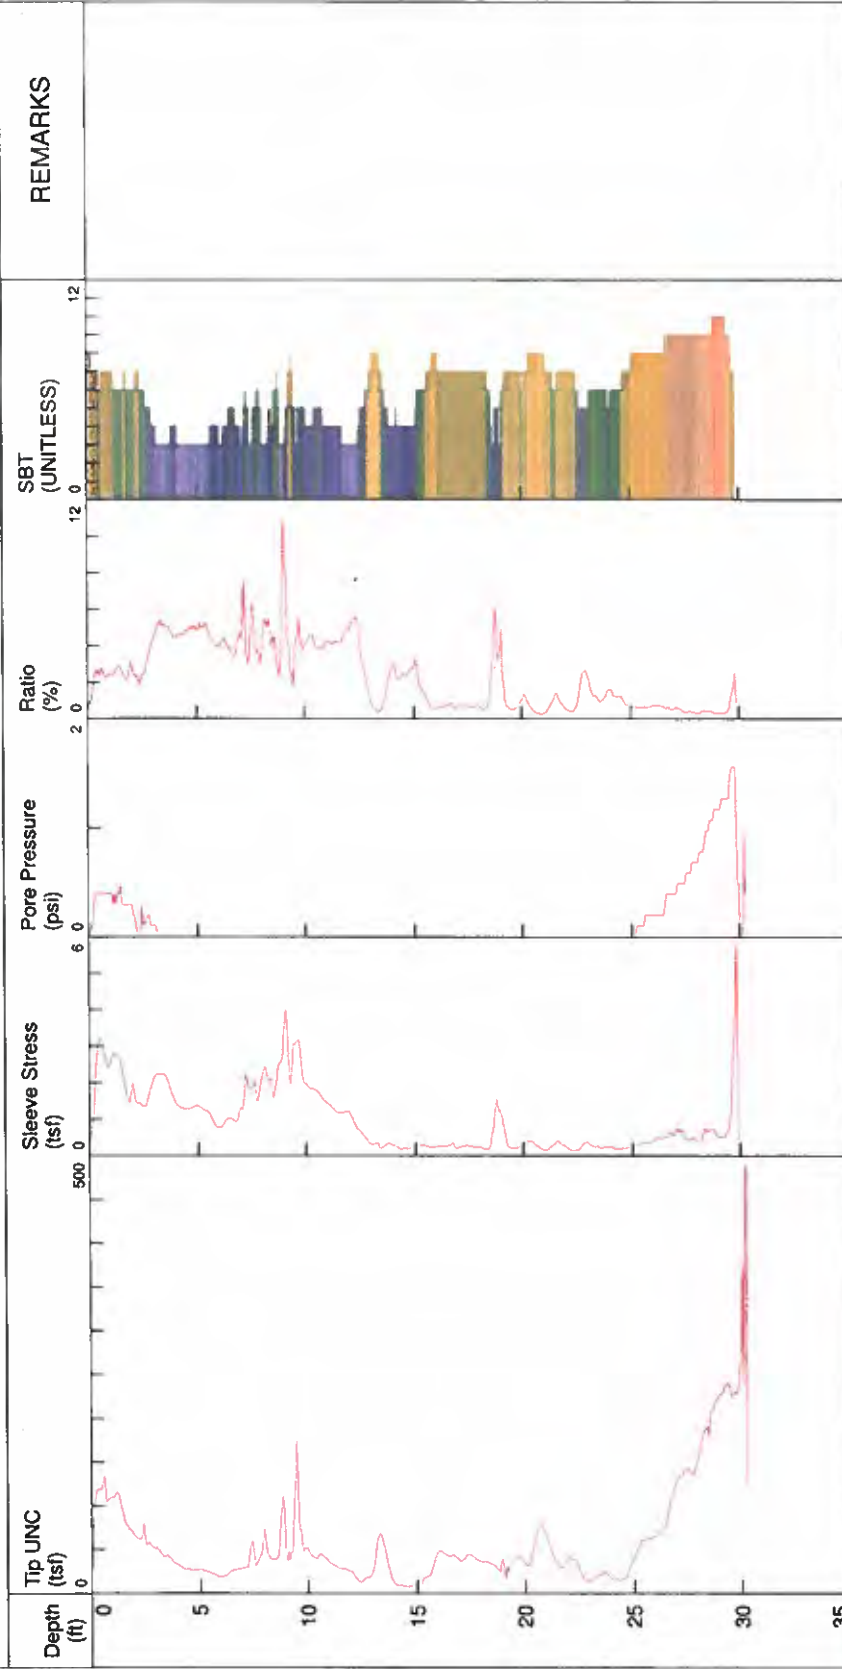 Depth
(ft)
Tip UNC
(tsf)
0
500
Sleeve Stress
(tsf)
0
6
Pore Pressure
(psi)
0
2
Ratio
(%)
0
12
SBT
(UNITLESS)
0
12
REMARKS
0
5
10
15
20
25
30
35